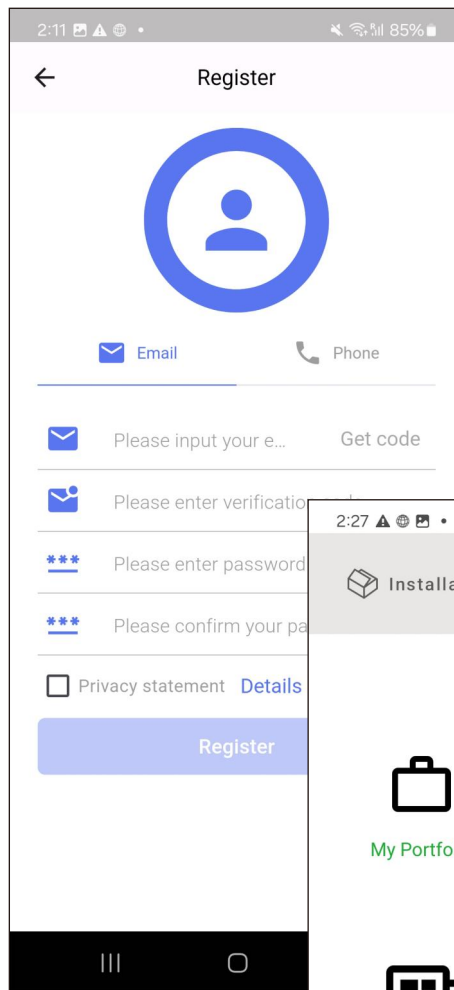 2:11
85%
Register
Email
Phone
Please input your e...
Get code
Please enter verification
Please enter password
Please confirm your pa
Privacy statement Details
Register
2:27
Installa
My Portfo